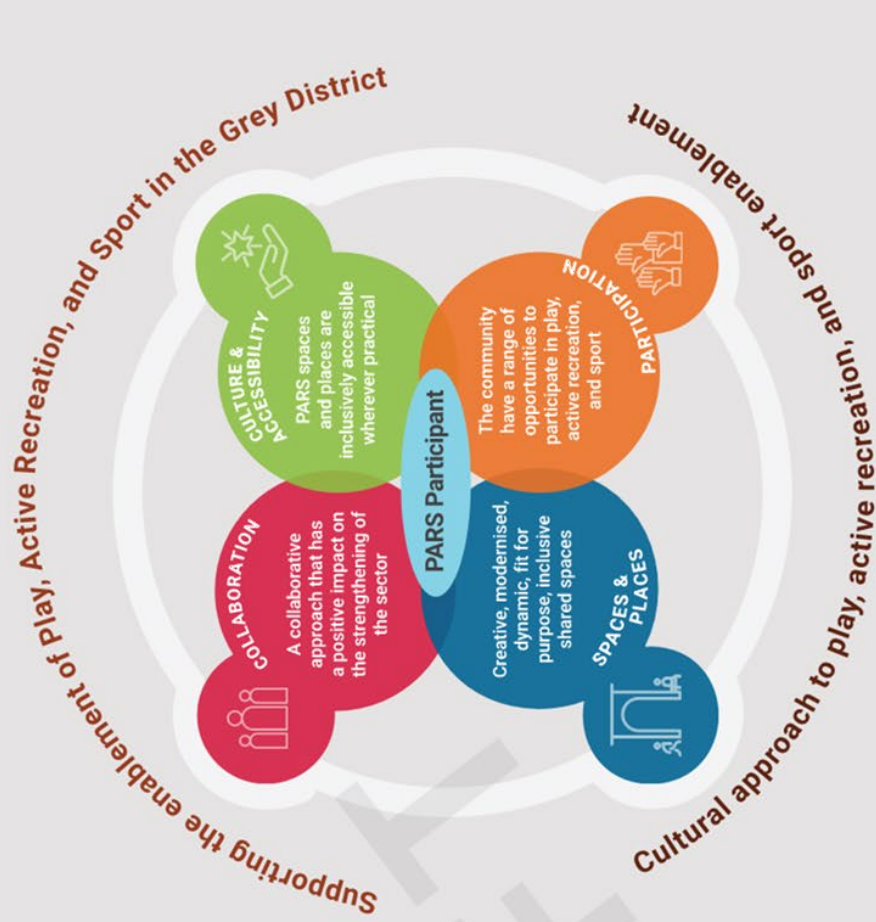 Supporting the enablement of Play, Active Recreation, and Sport in the Grey District
COLLABORATION
A collaborative
approach that has
a positive impact on
the strengthening of
the sector
CULTURE &
ACCESSIBILITY
PARS spaces
and places are
inclusively accessible
wherever practical
PARS Participant
Creative, modernised,
dynamic, fit for
purpose, inclusive
shared spaces
SPACES &
PLACES
The community
have a range of
opportunities to
participate in play,
active recreation,
and sport
PARTICIPATION
Cultural approach to play, active recreation, and sport enablement